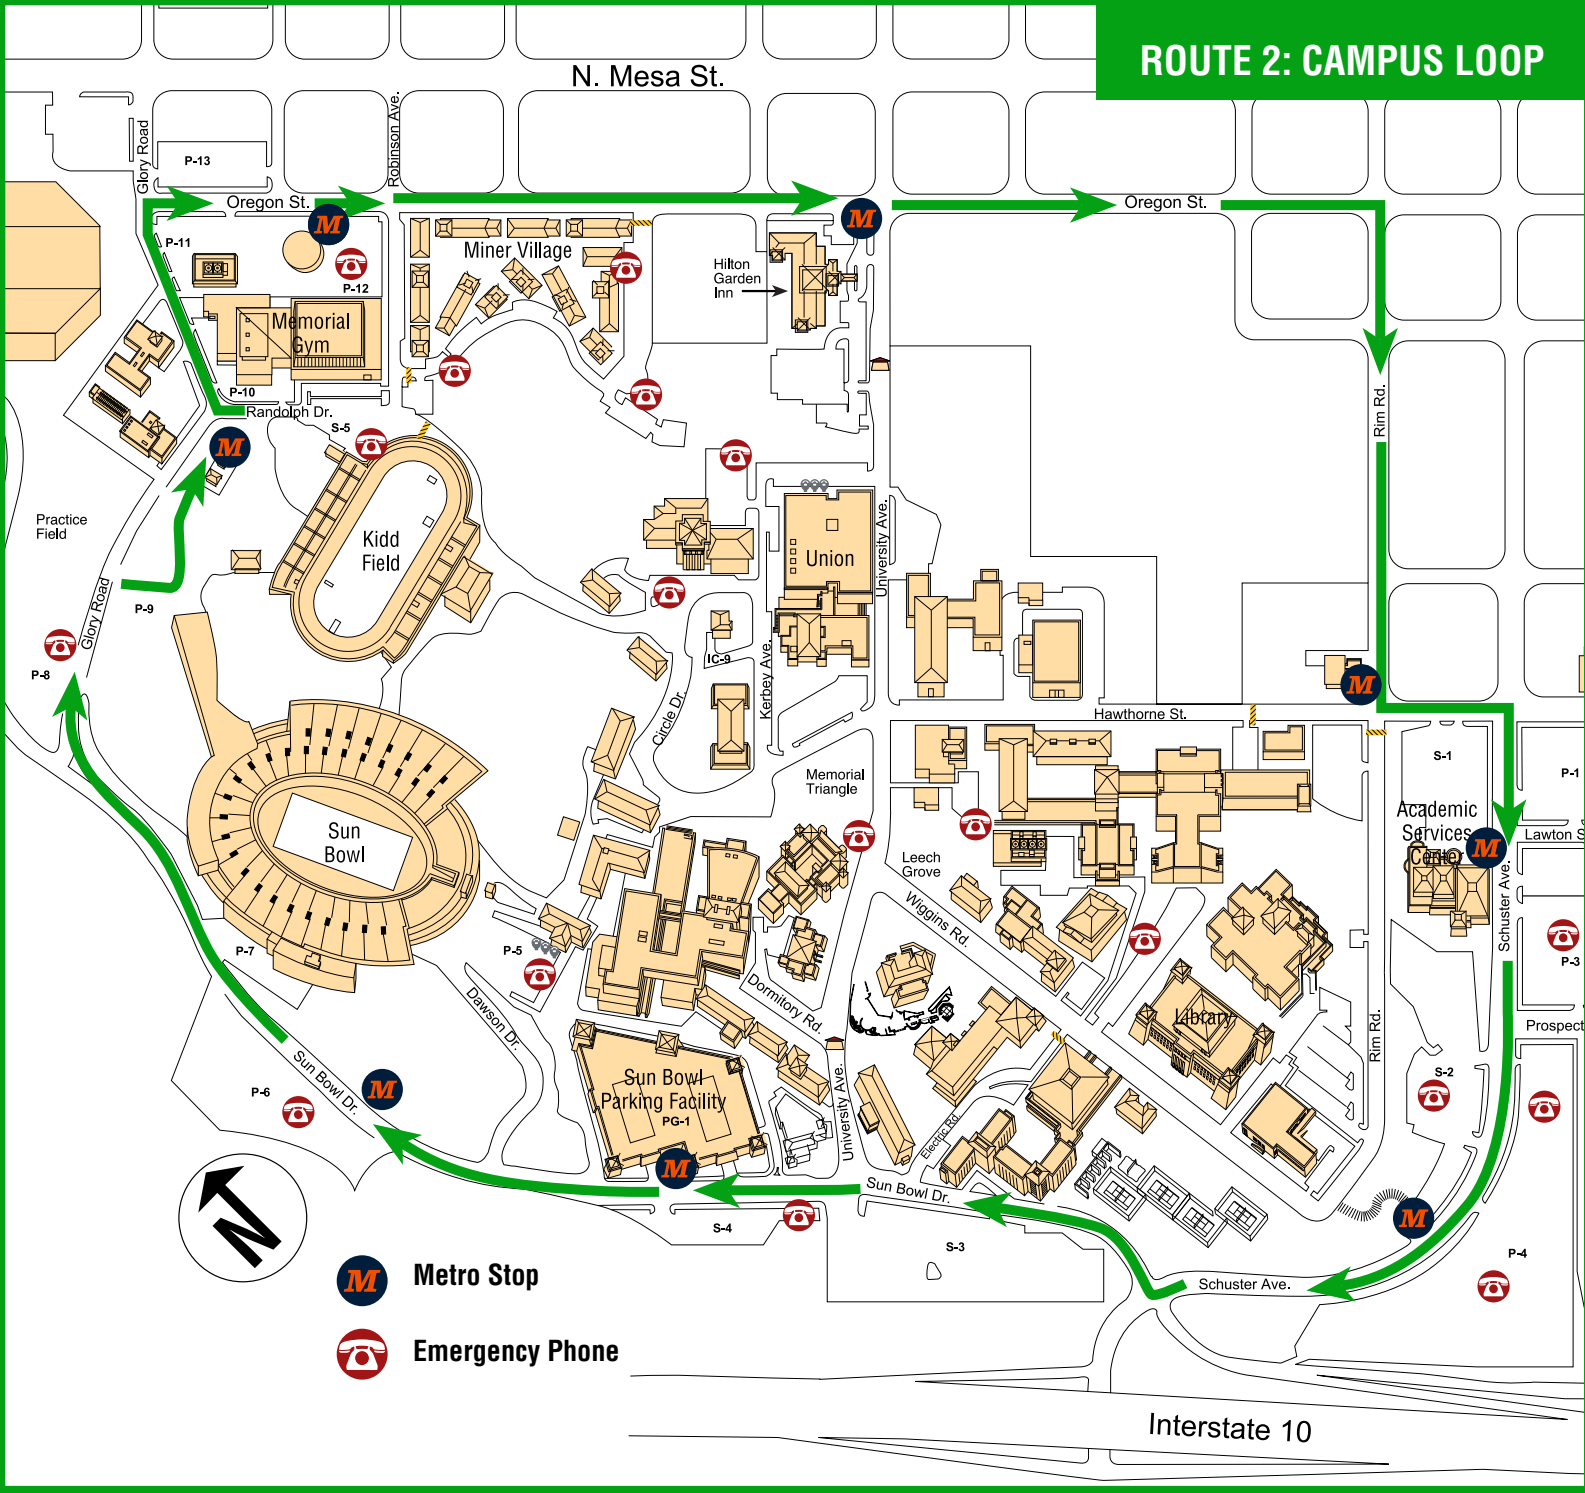 ROUTE 2: CAMPUS LOOP
N. Mesa St.
Glory Road
Robinson Ave.
P-13
Oregon St.
M
M
Oregon St.
P-11
P-12
Miner Village
Hilton
Garden
Inn
Memorial
Gym
P-10
Randolph Dr.
Rim Rd.
S-5
M
Practice
Field
Kidd
Field
Union
University Ave.
Glory Road
P-9
P-8
IC-9
Kerbey Ave.
Circle Dr.
M
Hawthorne St.
Sun
Bowl
Memorial
Triangle
S-1
P-1
Academic
Services
Center
M
Lawton S
Leech
Grove
Wiggins Rd.
Schuster Ave.
P-7
P-5
P-3
Dawson Dr.
Dormitory Rd.
Library
Rim Rd.
Prospect
Sun Bowl Dr.
M
P-6
Sun Bowl
Parking Facility
PG-1
University Ave.
Electric Rd.
S-2
M
Sun Bowl Dr.
S-4
S-3
M
P-4
Schuster Ave.
N
M Metro Stop
Emergency Phone
Interstate 10